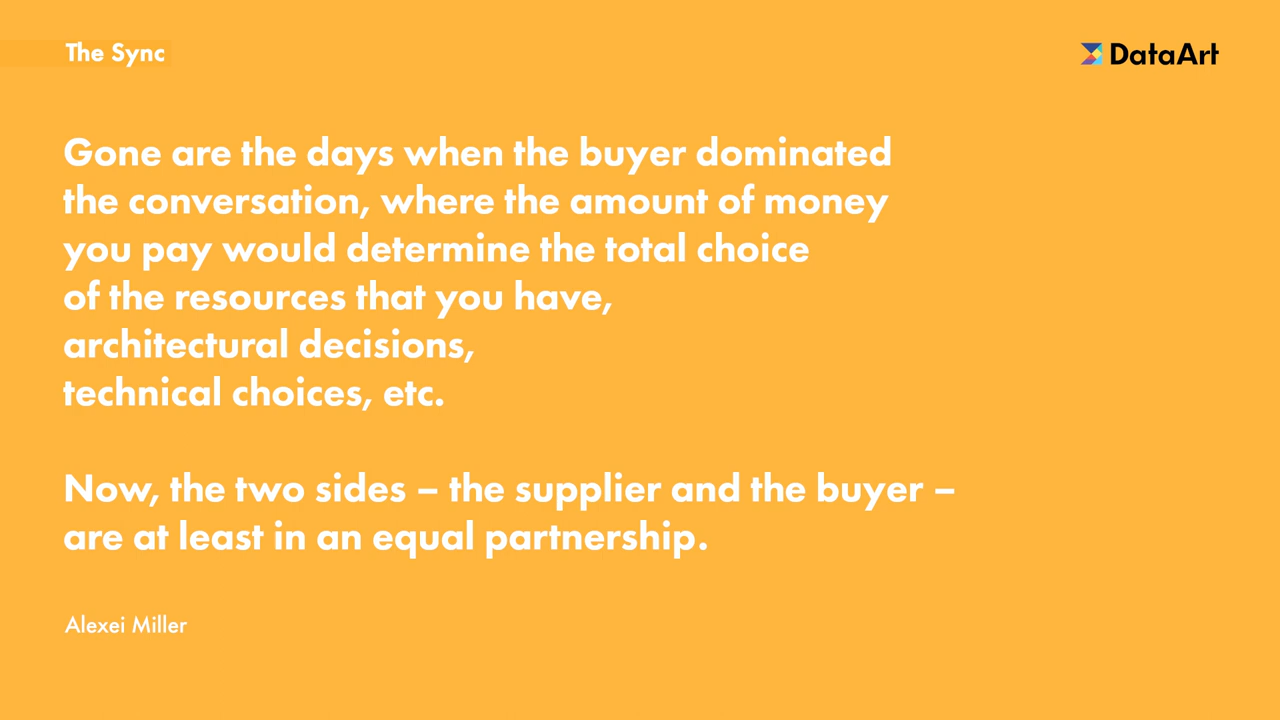 The Sync
DataArt
Gone are the days when the buyer dominated
the conversation, where the amount of money
you pay would determine the total choice
of the resources that you have,
architectural decisions,
technical choices, etc.
Now, the two sides – the supplier and the buyer –
are at least in an equal partnership.
Alexei Miller